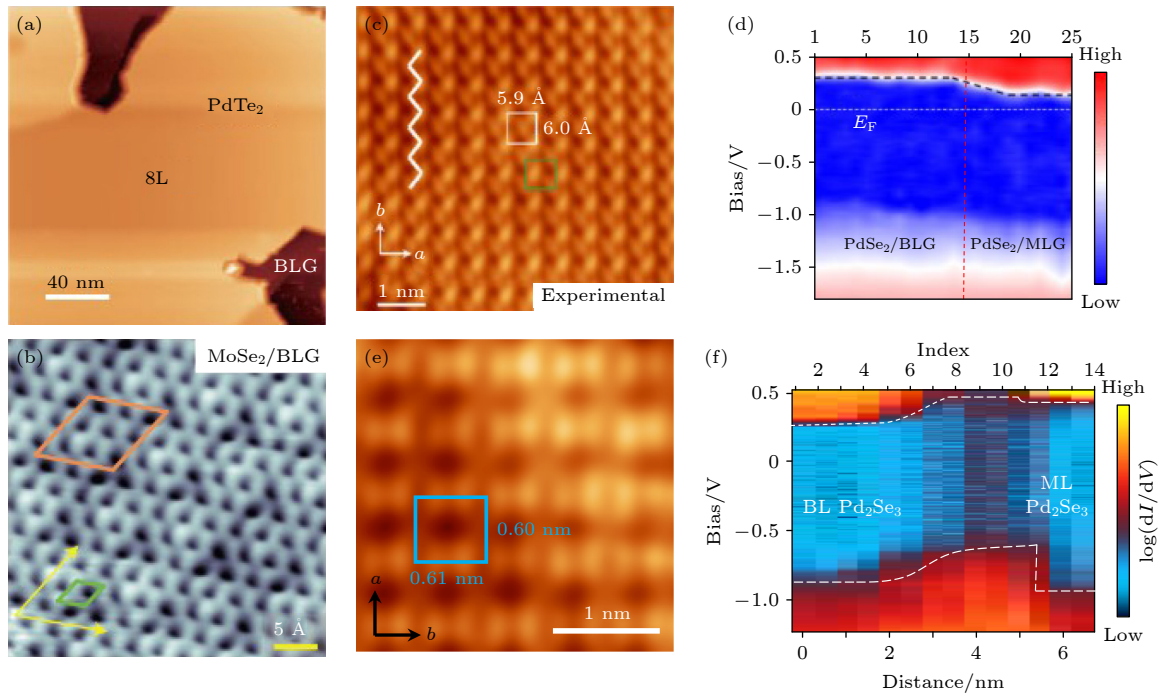 (a)
PdTe₂
8L
BLG
40 nm
(b)
MoSe₂/BLG
5 Å
(c)
5.9 Å
6.0 Å
b
a
1 nm
Experimental
(d)
1 5 10 15 20 25
High
0.5
0
−0.5
−1.0
−1.5
Bias/V
E_F
PdSe₂/BLG
PdSe₂/MLG
Low
(e)
0.60 nm
0.61 nm
a
b
1 nm
(f)
Index
2 4 6 8 10 12 14
High
0.5
0
−0.5
−1.0
Bias/V
BL Pd₂Se₃
ML
Pd₂Se₃
log(dI/dV)
Low
0 2 4 6
Distance/nm